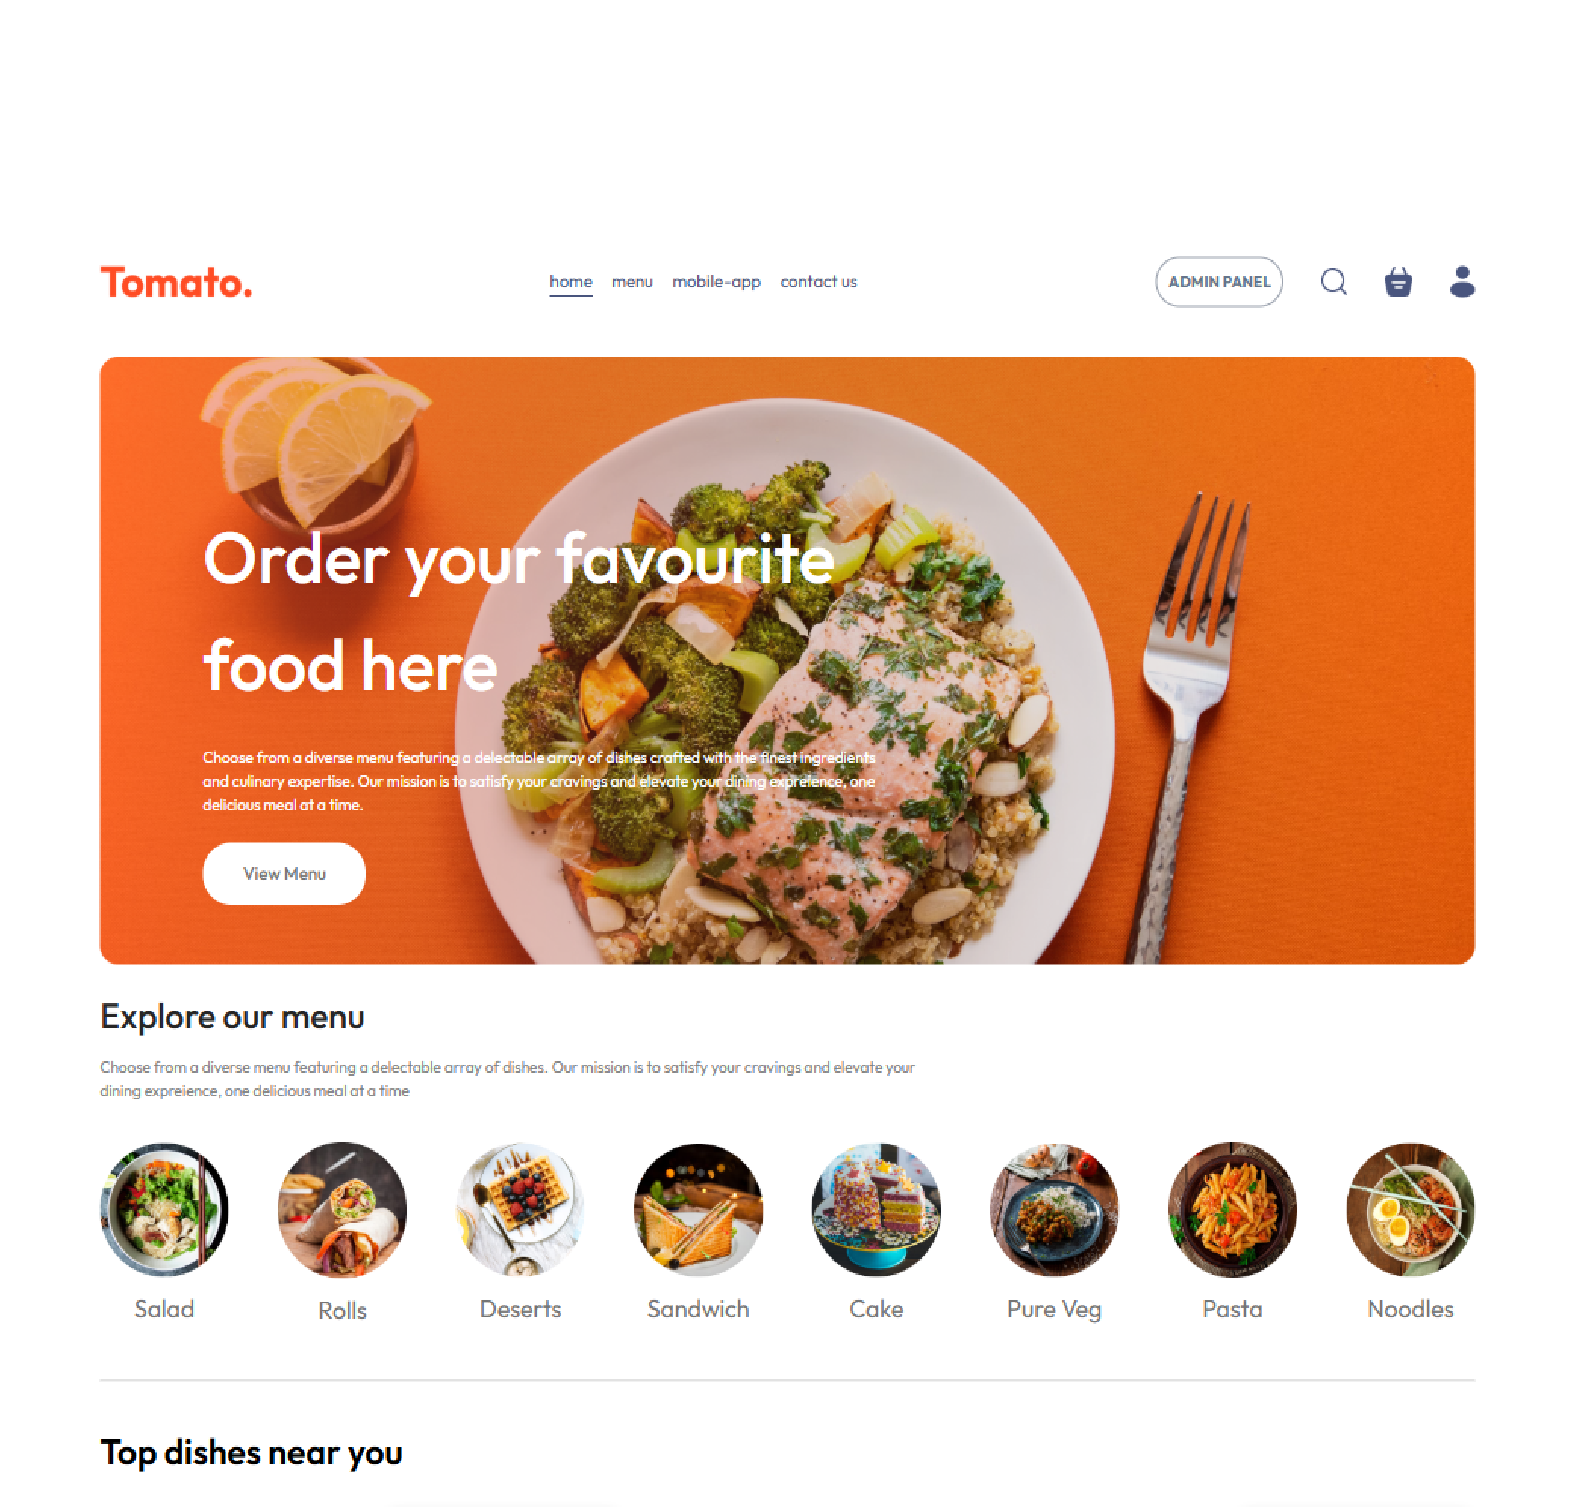 Tomato.
home menu mobile-app contact us
ADMIN PANEL
Order your favourite
food here
Choose from a diverse menu featuring a delectable array of dishes crafted with the finest ingredients
and culinary expertise. Our mission is to satisfy your cravings and elevate your dining expreience, one
delicious meal at a time.
View Menu
Explore our menu
Choose from a diverse menu featuring a delectable array of dishes. Our mission is to satisfy your cravings and elevate your
dining expreience, one delicious meal at a time
Salad Rolls Deserts Sandwich Cake Pure Veg Pasta Noodles
Top dishes near you